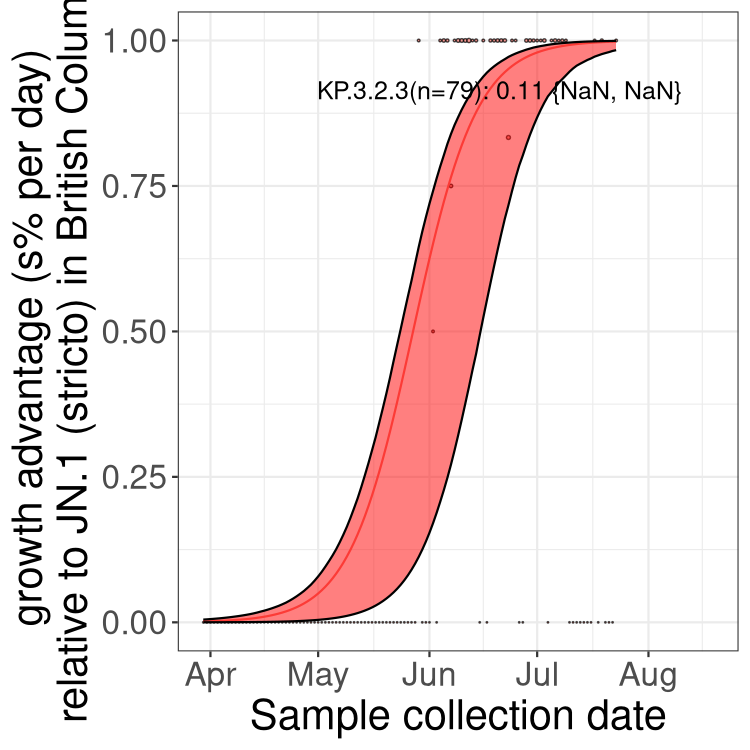 growth advantage (s% per day)
relative to JN.1 (stricto) in British Colum
1.00
0.75
0.50
0.25
0.00
KP.3.2.3(n=79): 0.11 {NaN, NaN}
Apr May Jun Jul Aug
Sample collection date